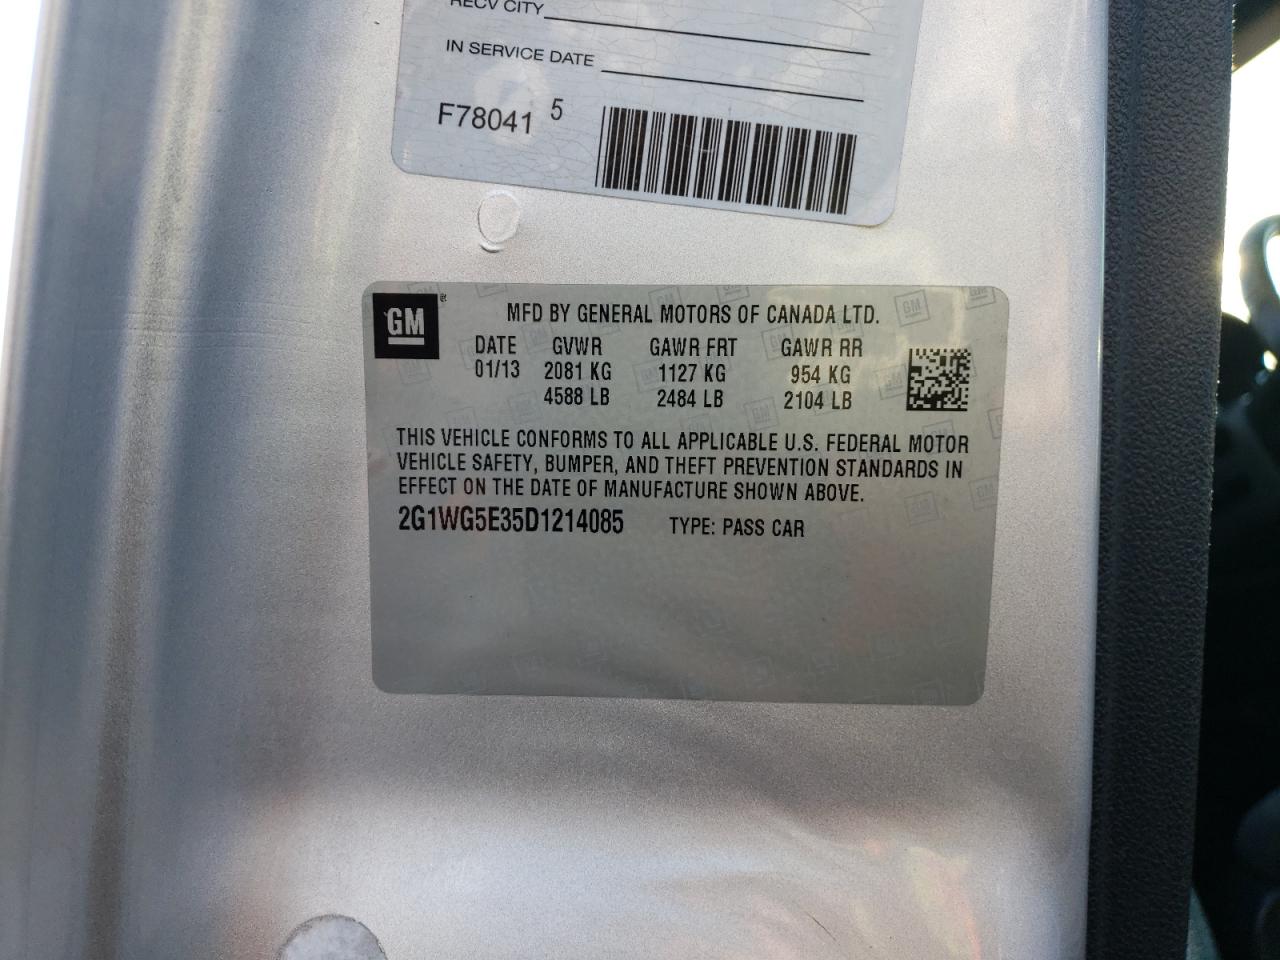 RECV CITY
IN SERVICE DATE
F78041 5
GM
MFD BY GENERAL MOTORS OF CANADA LTD.
DATE GVWR GAWR FRT GAWR RR
01/13 2081 KG 1127 KG 954 KG
4588 LB 2484 LB 2104 LB
THIS VEHICLE CONFORMS TO ALL APPLICABLE U.S. FEDERAL MOTOR
VEHICLE SAFETY, BUMPER, AND THEFT PREVENTION STANDARDS IN
EFFECT ON THE DATE OF MANUFACTURE SHOWN ABOVE.
2G1WG5E35D1214085 TYPE: PASS CAR